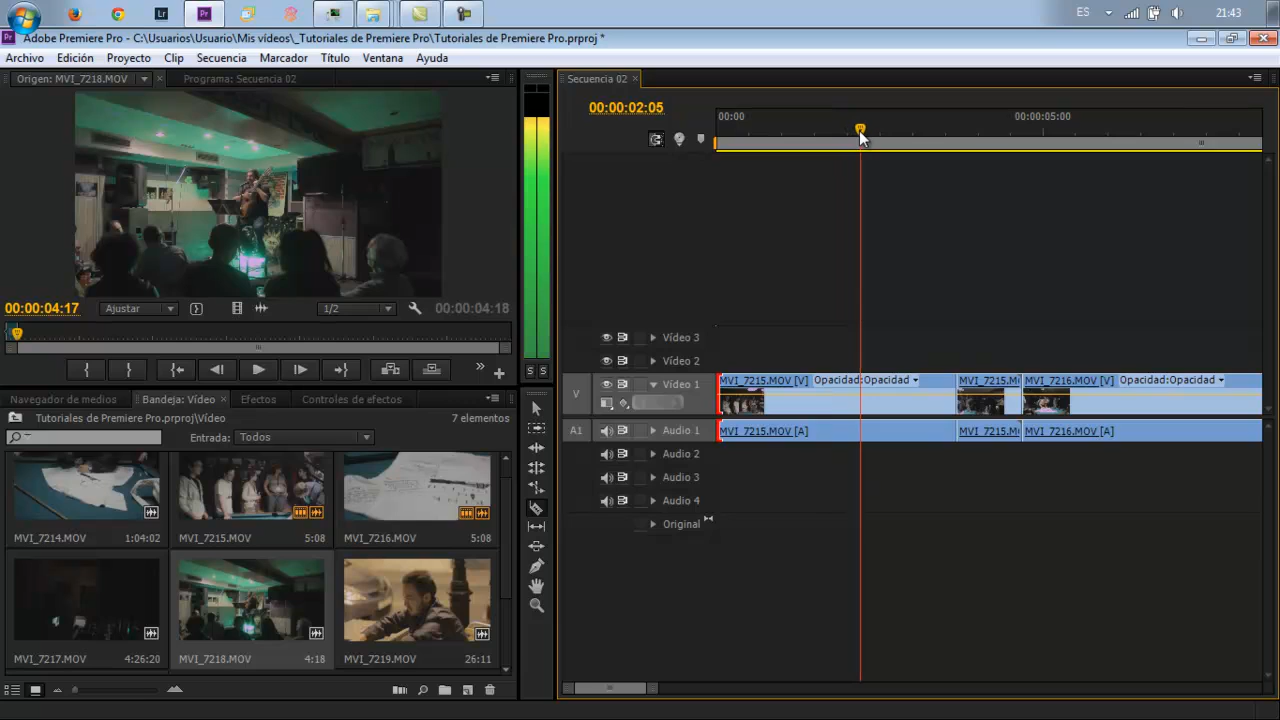 Lr
Pr
ES
21:43
Pr Adobe Premiere Pro - C:\Usuarios\Usuario\Mis vídeos\_Tutoriales de Premiere Pro\Tutoriales de Premiere Pro.prproj *
Archivo Edición Proyecto Clip Secuencia Marcador Título Ventana Ayuda
Origen: MVI_7218.MOV Programa: Secuencia 02
00:00:04:17 Ajustar 1/2 00:00:04:18
S S
Navegador de medios Bandeja: Vídeo Efectos Controles de efectos
Tutoriales de Premiere Pro.prproj\Vídeo 7 elementos
Entrada: Todos
MVI_7214.MOV 1:04:02 MVI_7215.MOV 5:08 MVI_7216.MOV 5:08
MVI_7217.MOV 4:26:20 MVI_7218.MOV 4:18 MVI_7219.MOV 26:11
Secuencia 02
00:00:02:05
00:00 00:00:05:00
Vídeo 3
Vídeo 2
V Vídeo 1 MVI_7215.MOV [V] Opacidad:Opacidad MVI_7215.M MVI_7216.MOV [V] Opacidad:Opacidad
A1 Audio 1 MVI_7215.MOV [A] MVI_7215.M MVI_7216.MOV [A]
Audio 2
Audio 3
Audio 4
Original